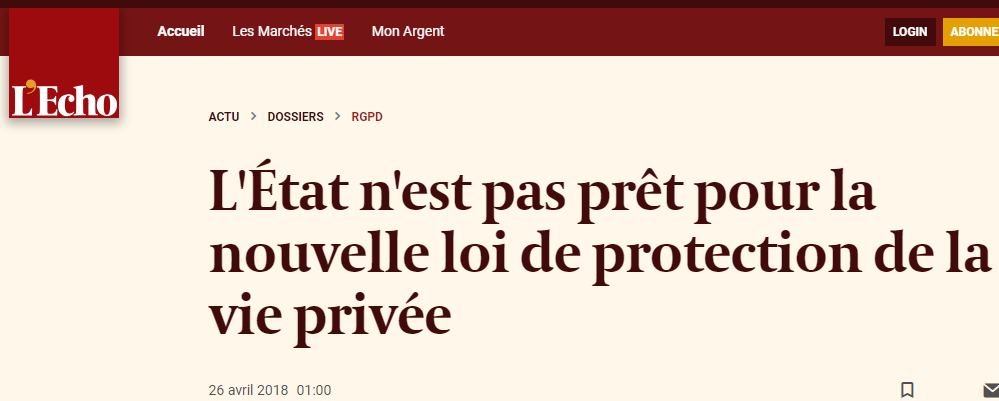 Accueil Les Marchés LIVE Mon Argent LOGIN ABONNE
L'Echo
ACTU > DOSSIERS > RGPD
L'État n'est pas prêt pour la
nouvelle loi de protection de la
vie privée
26 avril 2018 01:00